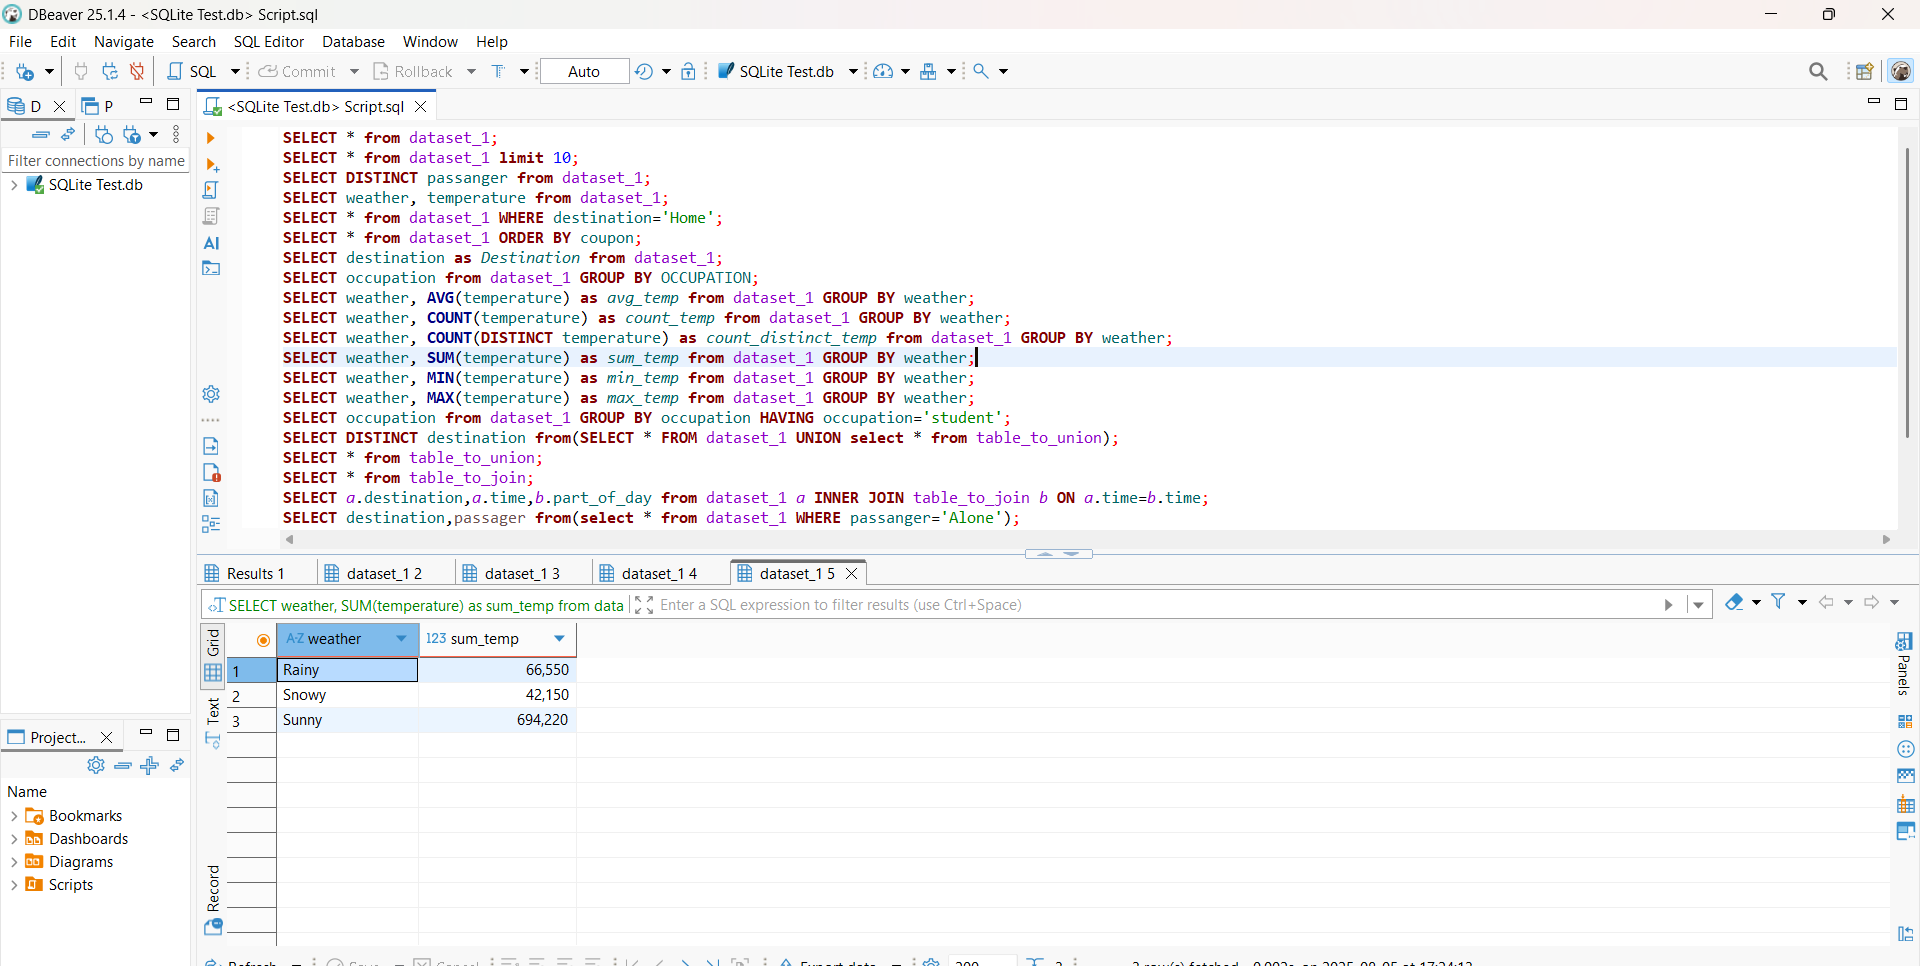 DBeaver 25.1.4 - <SQLite Test.db> Script.sql
File Edit Navigate Search SQL Editor Database Window Help
SQL Commit Rollback T Auto SQLite Test.db
D P <SQLite Test.db> Script.sql
Filter connections by name
SQLite Test.db
AI
SELECT * from dataset_1;
SELECT * from dataset_1 limit 10;
SELECT DISTINCT passanger from dataset_1;
SELECT weather, temperature from dataset_1;
SELECT * from dataset_1 WHERE destination='Home';
SELECT * from dataset_1 ORDER BY coupon;
SELECT destination as Destination from dataset_1;
SELECT occupation from dataset_1 GROUP BY OCCUPATION;
SELECT weather, AVG(temperature) as avg_temp from dataset_1 GROUP BY weather;
SELECT weather, COUNT(temperature) as count_temp from dataset_1 GROUP BY weather;
SELECT weather, COUNT(DISTINCT temperature) as count_distinct_temp from dataset_1 GROUP BY weather;
SELECT weather, SUM(temperature) as sum_temp from dataset_1 GROUP BY weather;
SELECT weather, MIN(temperature) as min_temp from dataset_1 GROUP BY weather;
SELECT weather, MAX(temperature) as max_temp from dataset_1 GROUP BY weather;
SELECT occupation from dataset_1 GROUP BY occupation HAVING occupation='student';
SELECT DISTINCT destination from(SELECT * FROM dataset_1 UNION select * from table_to_union);
SELECT * from table_to_union;
SELECT * from table_to_join;
SELECT a.destination,a.time,b.part_of_day from dataset_1 a INNER JOIN table_to_join b ON a.time=b.time;
SELECT destination,passager from(select * from dataset_1 WHERE passanger='Alone');
Results 1 dataset_1 2 dataset_1 3 dataset_1 4 dataset_1 5
SELECT weather, SUM(temperature) as sum_temp from data Enter a SQL expression to filter results (use Ctrl+Space)
Grid
Text
Record
A-Z weather 123 sum_temp
1 Rainy 66,550
2 Snowy 42,150
3 Sunny 694,220
Panels
Project...
Name
Bookmarks
Dashboards
Diagrams
Scripts
Refresh Save Cancel Export data 200 3 3 row(s) fetched - 0.002s, on 2025-08-05 at 17:24:12